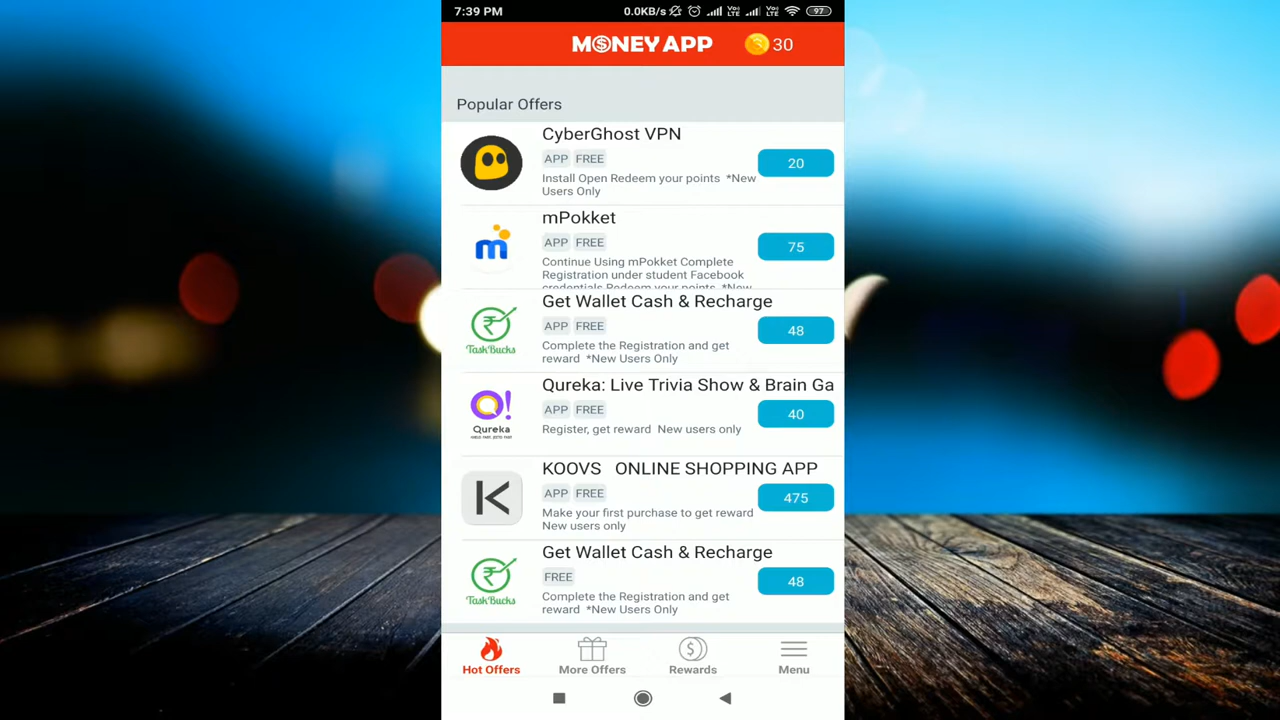 7:39 PM 0.0KB/s Vo) LTE Vo) LTE 97
MONEY APP 30
Popular Offers
CyberGhost VPN
APP FREE
20
Install Open Redeem your points *New
Users Only
mPokket
APP FREE
75
Continue Using mPokket Complete
Registration under student Facebook
credentials Redeem your points *New
Get Wallet Cash & Recharge
APP FREE
48
TaskBucks
Complete the Registration and get
reward *New Users Only
Qureka: Live Trivia Show & Brain Ga
APP FREE
40
Qureka
Register, get reward New users only
KOOVS ONLINE SHOPPING APP
APP FREE
475
Make your first purchase to get reward
New users only
Get Wallet Cash & Recharge
FREE
48
TaskBucks
Complete the Registration and get
reward *New Users Only
Hot Offers More Offers Rewards Menu